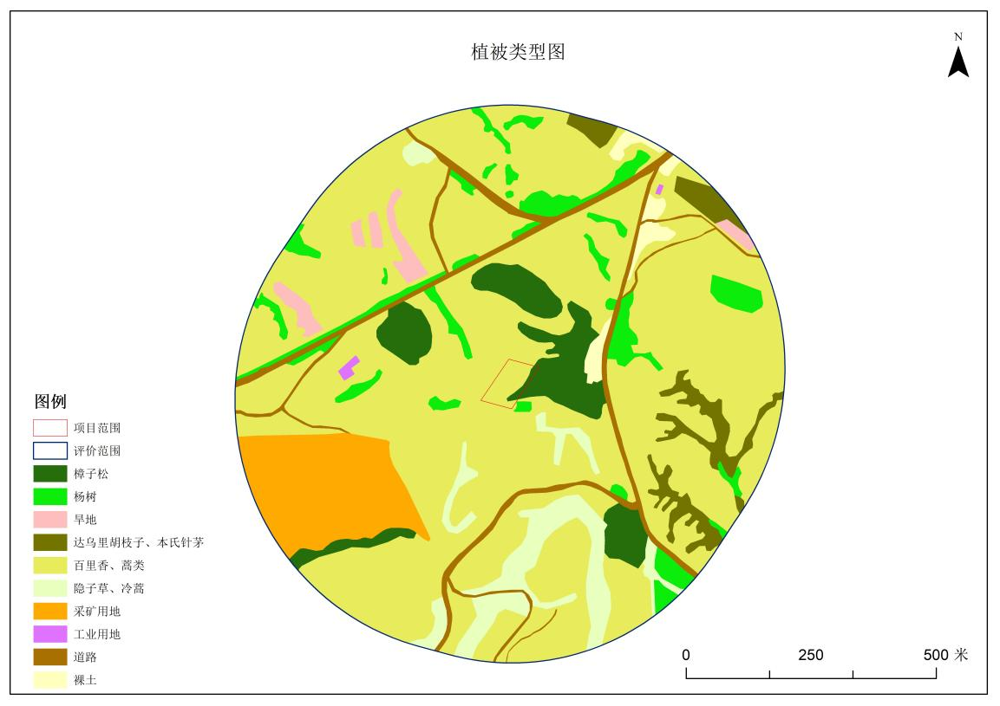 植被类型图
N
图例
项目范围
评价范围
樟子松
杨树
旱地
达乌里胡枝子、本氏针茅
百里香、蒿类
隐子草、冷蒿
采矿用地
工业用地
道路
裸土
0 250 500 米